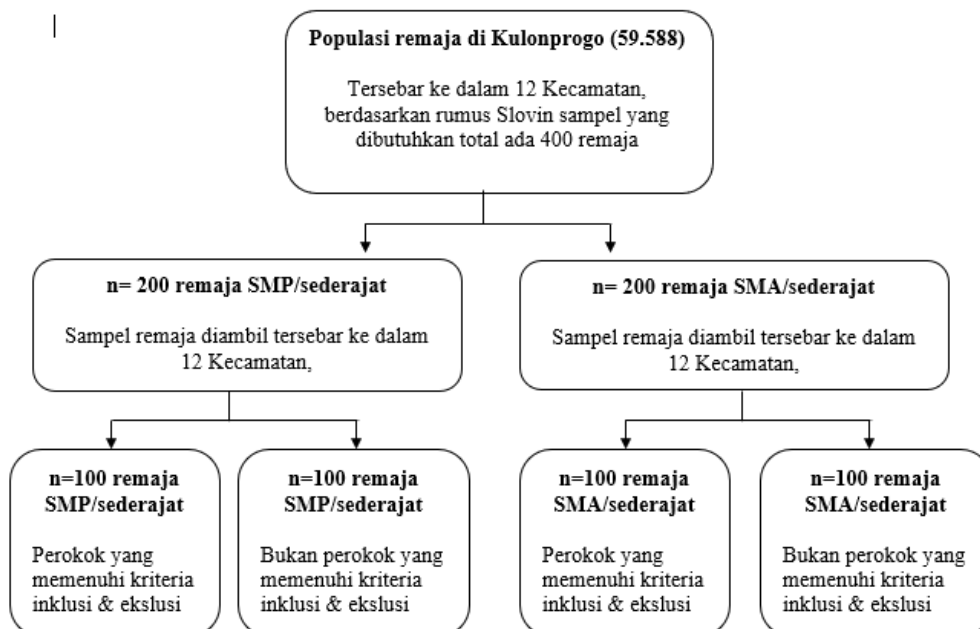 Populasi remaja di Kulonprogo (59.588)
Tersebar ke dalam 12 Kecamatan,
berdasarkan rumus Slovin sampel yang
dibutuhkan total ada 400 remaja
n= 200 remaja SMP/sederajat
Sampel remaja diambil tersebar ke dalam
12 Kecamatan,
n= 200 remaja SMA/sederajat
Sampel remaja diambil tersebar ke dalam
12 Kecamatan,
n=100 remaja
SMP/sederajat
Perokok yang
memenuhi kriteria
inklusi & ekslusi
n=100 remaja
SMP/sederajat
Bukan perokok yang
memenuhi kriteria
inklusi & ekslusi
n=100 remaja
SMA/sederajat
Perokok yang
memenuhi kriteria
inklusi & ekslusi
n=100 remaja
SMA/sederajat
Bukan perokok yang
memenuhi kriteria
inklusi & ekslusi